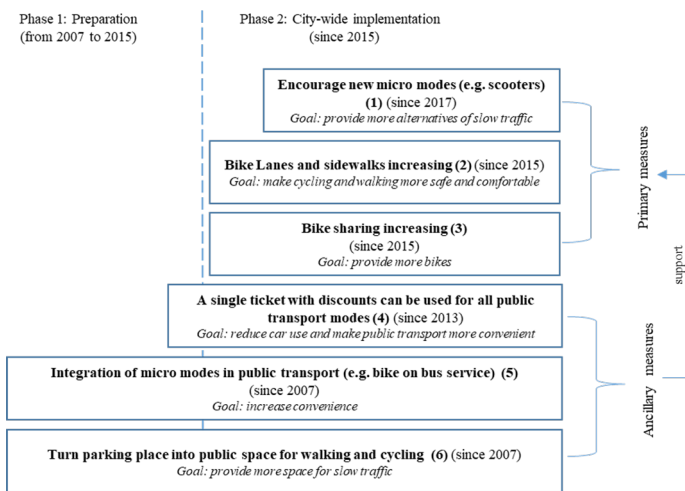 Phase 1: Preparation
(from 2007 to 2015)
Phase 2: City-wide implementation
(since 2015)
Encourage new micro modes (e.g. scooters)
(1) (since 2017)
Goal: provide more alternatives of slow traffic
Bike Lanes and sidewalks increasing (2) (since 2015)
Goal: make cycling and walking more safe and comfortable
Bike sharing increasing (3)
(since 2015)
Goal: provide more bikes
Primary measures
A single ticket with discounts can be used for all public
transport modes (4) (since 2013)
Goal: reduce car use and make public transport more convenient
Integration of micro modes in public transport (e.g. bike on bus service) (5)
(since 2007)
Goal: increase convenience
Turn parking place into public space for walking and cycling (6) (since 2007)
Goal: provide more space for slow traffic
Ancillary measures
support